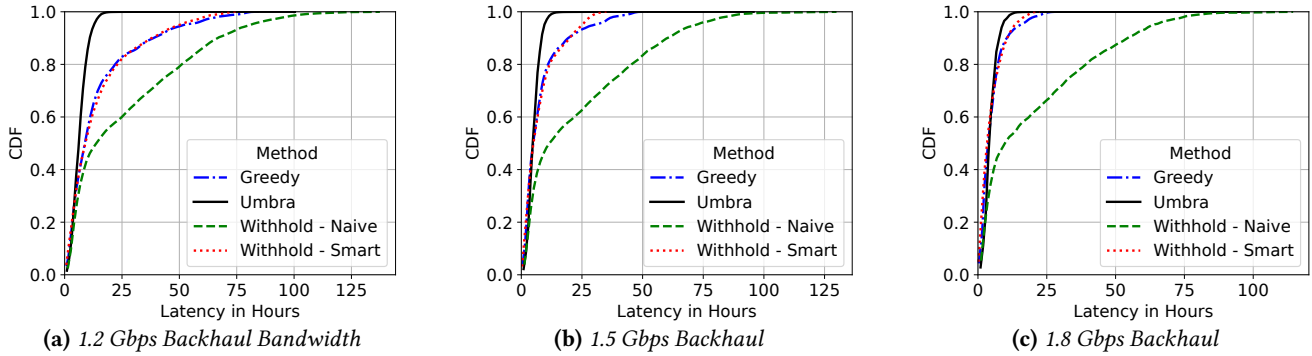 1.0
0.8
0.6
0.4
0.2
0.0
CDF
Method
Greedy
Umbra
Withhold - Naive
Withhold - Smart
0 25 50 75 100 125
Latency in Hours
(a) 1.2 Gbps Backhaul Bandwidth
1.0
0.8
0.6
0.4
0.2
0.0
CDF
Method
Greedy
Umbra
Withhold - Naive
Withhold - Smart
0 25 50 75 100 125
Latency in Hours
(b) 1.5 Gbps Backhaul
1.0
0.8
0.6
0.4
0.2
0.0
CDF
Method
Greedy
Umbra
Withhold - Naive
Withhold - Smart
0 25 50 75 100
Latency in Hours
(c) 1.8 Gbps Backhaul